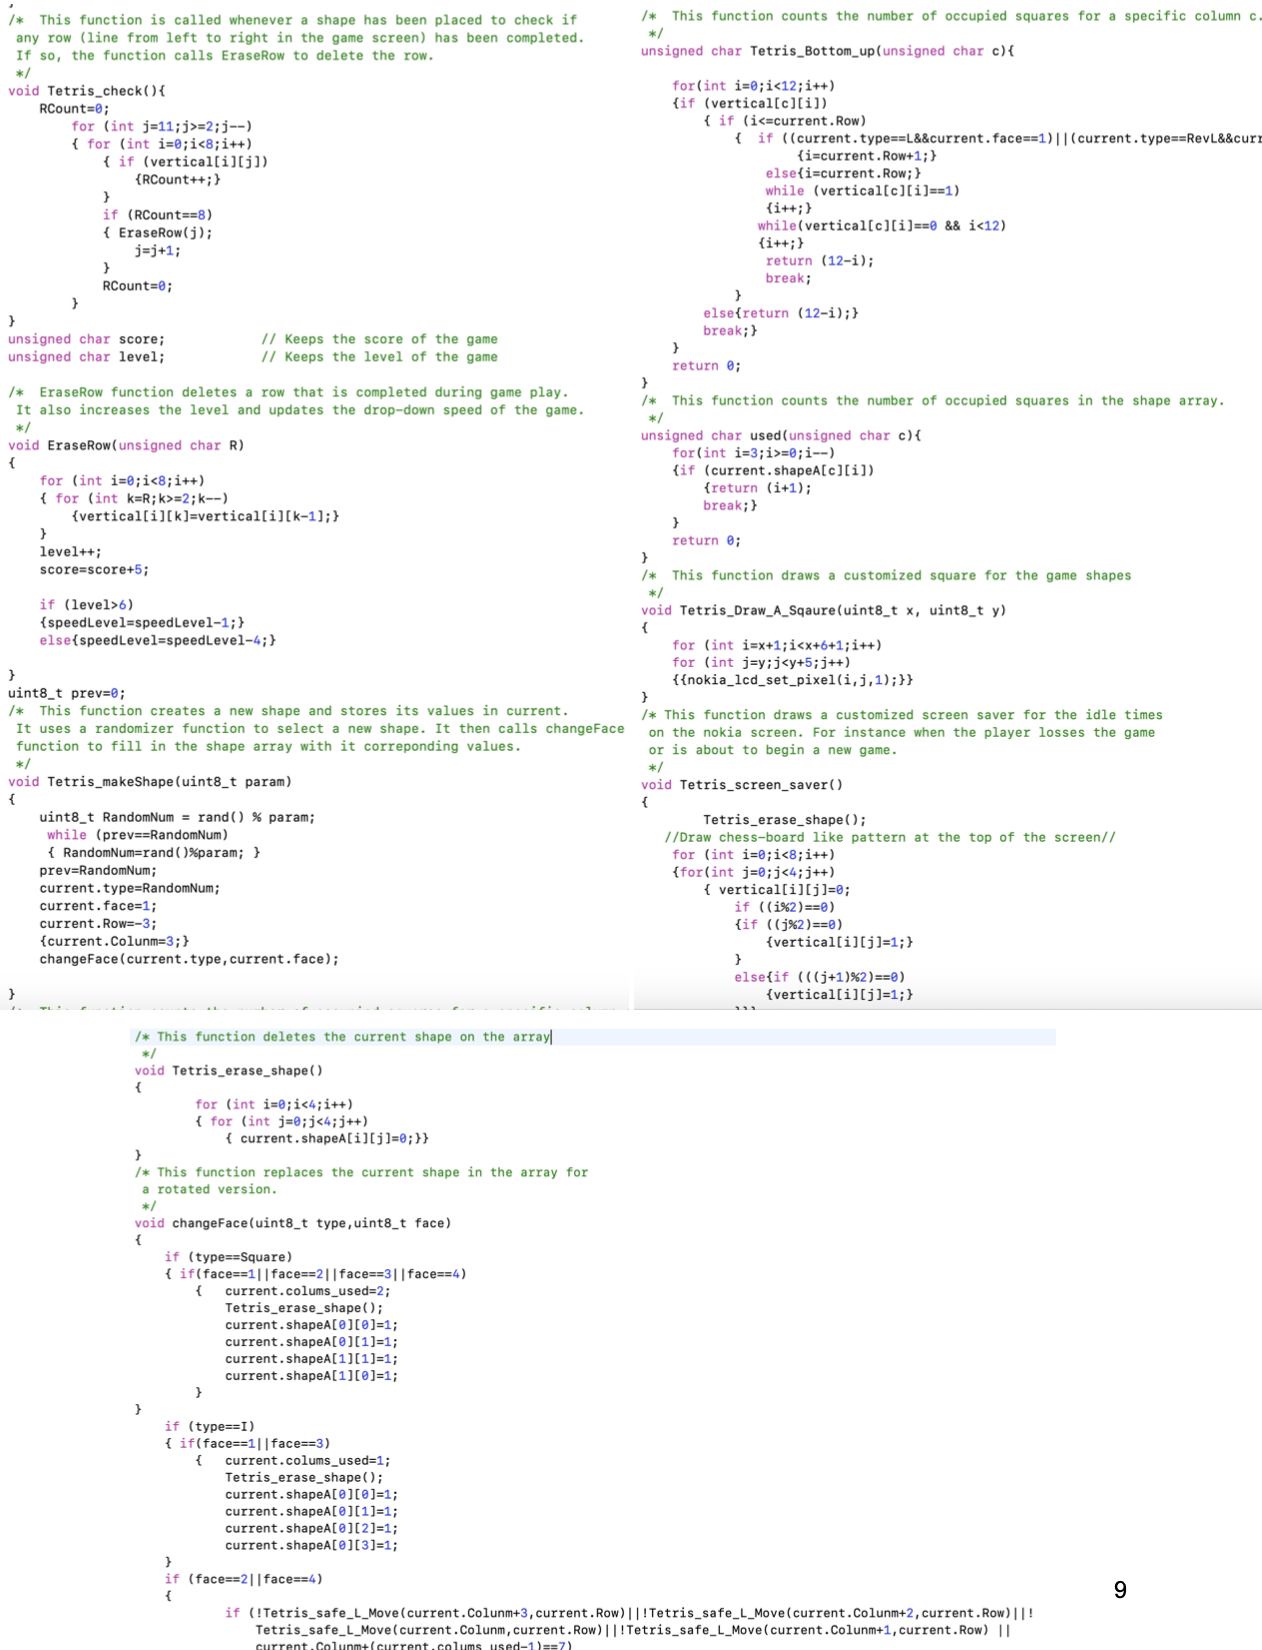 /*  This function is called whenever a shape has been placed to check if
any row (line from left to right in the game screen) has been completed.
If so, the function calls EraseRow to delete the row.
*/
void Tetris_check(){
RCount=0;
for (int j=11;j>=2;j--)
{ for (int i=0;i<8;i++)
{ if (vertical[i][j])
{RCount++;}
}
if (RCount==8)
{ EraseRow(j);
j=j+1;
}
RCount=0;
}
}
unsigned char score;            // Keeps the score of the game
unsigned char level;            // Keeps the level of the game
/*  EraseRow function deletes a row that is completed during game play.
It also increases the level and updates the drop-down speed of the game.
*/
void EraseRow(unsigned char R)
{
for (int i=0;i<8;i++)
{ for (int k=R;k>=2;k--)
{vertical[i][k]=vertical[i][k-1];}
}
level++;
score=score+5;
if (level>6)
{speedLevel=speedLevel-1;}
else{speedLevel=speedLevel-4;}
}
uint8_t prev=0;
/*  This function creates a new shape and stores its values in current.
It uses a randomizer function to select a new shape. It then calls changeFace
function to fill in the shape array with it correponding values.
*/
void Tetris_makeShape(uint8_t param)
{
uint8_t RandomNum = rand() % param;
while (prev==RandomNum)
{ RandomNum=rand()%param; }
prev=RandomNum;
current.type=RandomNum;
current.face=1;
current.Row=-3;
{current.Colunm=3;}
changeFace(current.type,current.face);
}
/*  This function counts the number of occupied squares for a specific column c.
*/
unsigned char Tetris_Bottom_up(unsigned char c){
for(int i=0;i<12;i++)
{if (vertical[c][i])
{ if (i<=current.Row)
{  if ((current.type==L&&current.face==1)||(current.type==RevL&&curr
{i=current.Row+1;}
else{i=current.Row;}
while (vertical[c][i]==1)
{i++;}
while(vertical[c][i]==0 && i<12)
{i++;}
return (12-i);
break;
}
else{return (12-i);}
break;}
}
return 0;
}
/*  This function counts the number of occupied squares in the shape array.
*/
unsigned char used(unsigned char c){
for(int i=3;i>=0;i--)
{if (current.shapeA[c][i])
{return (i+1);
break;}
}
return 0;
}
/*  This function draws a customized square for the game shapes
*/
void Tetris_Draw_A_Sqaure(uint8_t x, uint8_t y)
{
for (int i=x+1;i<x+6+1;i++)
for (int j=y;j<y+5;j++)
{{nokia_lcd_set_pixel(i,j,1);}}
}
/* This function draws a customized screen saver for the idle times
on the nokia screen. For instance when the player losses the game
or is about to begin a new game.
*/
void Tetris_screen_saver()
{
Tetris_erase_shape();
//Draw chess-board like pattern at the top of the screen//
for (int i=0;i<8;i++)
{for(int j=0;j<4;j++)
{ vertical[i][j]=0;
if ((i%2)==0)
{if ((j%2)==0)
{vertical[i][j]=1;}
}
else{if (((j+1)%2)==0)
{vertical[i][j]=1;}
}}}
/* This function deletes the current shape on the array
*/
void Tetris_erase_shape()
{
for (int i=0;i<4;i++)
{ for (int j=0;j<4;j++)
{ current.shapeA[i][j]=0;}}
}
/* This function replaces the current shape in the array for
a rotated version.
*/
void changeFace(uint8_t type,uint8_t face)
{
if (type==Square)
{ if(face==1||face==2||face==3||face==4)
{   current.colums_used=2;
Tetris_erase_shape();
current.shapeA[0][0]=1;
current.shapeA[0][1]=1;
current.shapeA[1][1]=1;
current.shapeA[1][0]=1;
}
}
if (type==I)
{ if(face==1||face==3)
{   current.colums_used=1;
Tetris_erase_shape();
current.shapeA[0][0]=1;
current.shapeA[0][1]=1;
current.shapeA[0][2]=1;
current.shapeA[0][3]=1;
}
if (face==2||face==4)
{
if (!Tetris_safe_L_Move(current.Colunm+3,current.Row)||!Tetris_safe_L_Move(current.Colunm+2,current.Row)||!
Tetris_safe_L_Move(current.Colunm,current.Row)||!Tetris_safe_L_Move(current.Colunm+1,current.Row) ||
current.Colunm+(current.colums_used-1)==7)
9